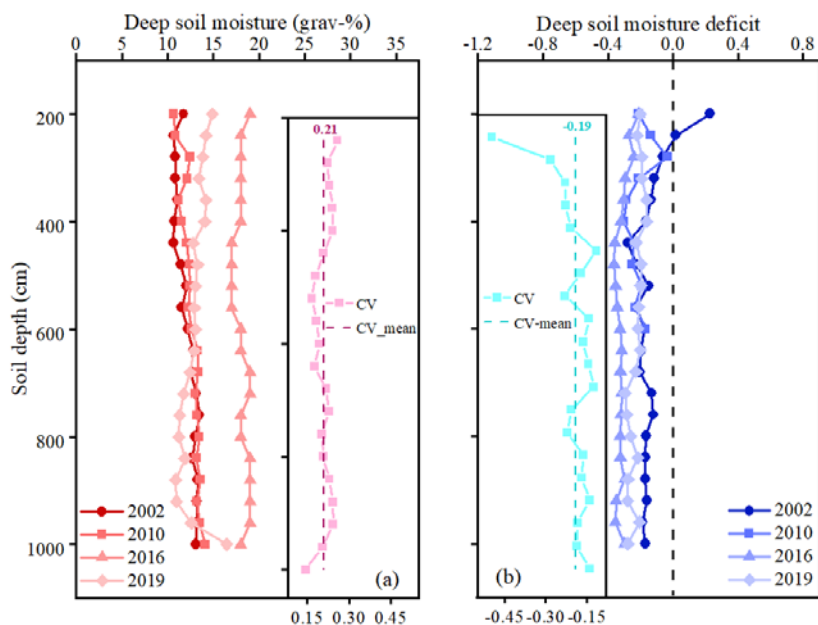 Deep soil moisture (grav-%)
0 5 10 15 20 25 30 35
Soil depth (cm)
200
400
600
800
1000
0.21
CV
CV_mean
2002
2010
2016
2019
(a)
0.15 0.30 0.45
Deep soil moisture deficit
-1.2 -0.8 -0.4 0.0 0.4 0.8
-0.19
CV
CV-mean
(b)
2002
2010
2016
2019
-0.45 -0.30 -0.15